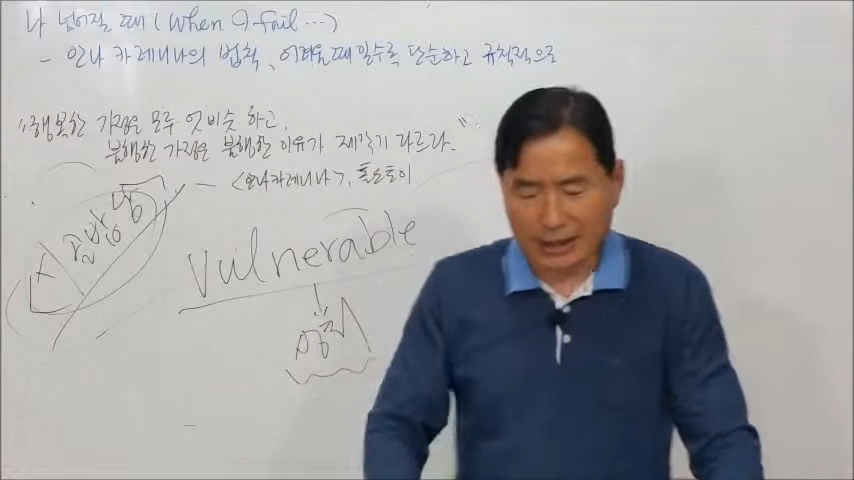 나 넘어질 때 (When I fail…)
- 안나 카레니나의 법칙, 어려울때일수록 단순하고 규칙적으로
"행복한 가정은 모두 엇비슷 하고,
불행한 가정은 불행한 이유가 제각기 다르다."
- <안나카레니나>, 톨스토이
Vulnerable